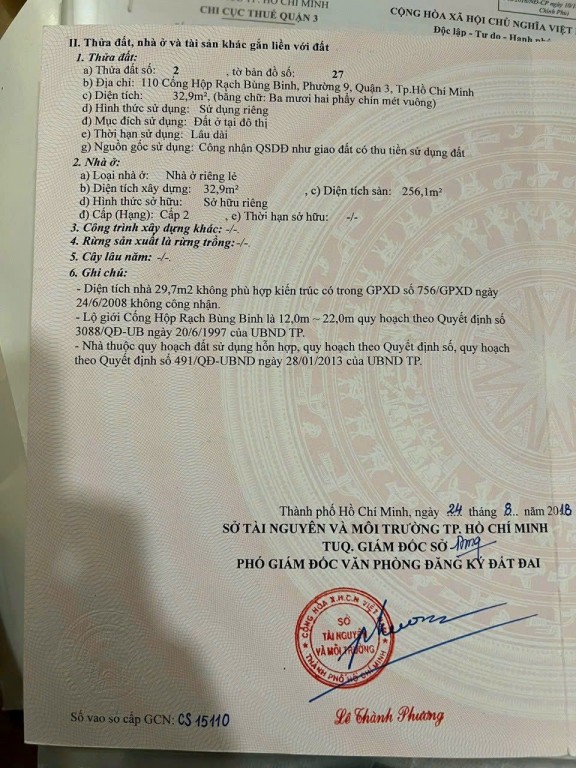 HỒ CHÍ MINH
CHI CỤC THUẾ QUẬN 3
CỘNG HÒA XÃ HỘI CHỦ NGHĨA VIỆT
Độc lập - Tự do - Hạnh
Chính Phủ)
II. Thửa đất, nhà ở và tài sản khác gắn liền với đất
1. Thửa đất:
a) Thửa đất số: 2 , tờ bản đồ số: 27
b) Địa chỉ: 110 Cống Hộp Rạch Bùng Binh, Phường 9, Quận 3, Tp.Hồ Chí Minh
c) Diện tích: 32,9m², (bằng chữ: Ba mươi hai phẩy chín mét vuông)
d) Hình thức sử dụng: Sử dụng riêng
đ) Mục đích sử dụng: Đất ở tại đô thị
e) Thời hạn sử dụng: Lâu dài
g) Nguồn gốc sử dụng: Công nhận QSDĐ như giao đất có thu tiền sử dụng đất
2. Nhà ở:
a) Loại nhà ở: Nhà ở riêng lẻ
b) Diện tích xây dựng: 32,9m² , c) Diện tích sàn: 256,1m²
d) Hình thức sở hữu: Sở hữu riêng
đ) Cấp (Hạng): Cấp 2 , e) Thời hạn sở hữu: -/-
3. Công trình xây dựng khác: -/-.
4. Rừng sản xuất là rừng trồng:-/-.
5. Cây lâu năm: -/-.
6. Ghi chú:
- Diện tích nhà 29,7m2 không phù hợp kiến trúc có trong GPXD số 756/GPXD ngày
24/6/2008 không công nhận.
- Lộ giới Cống Hộp Rạch Bùng Binh là 12,0m ~ 22,0m quy hoạch theo Quyết định số
3088/QĐ-UB ngày 20/6/1997 của UBND TP.
- Nhà thuộc quy hoạch đất sử dụng hỗn hợp, quy hoạch theo Quyết định số, quy hoạch
theo Quyết định số 491/QĐ-UBND ngày 28/01/2013 của UBND TP.
Thành phố Hồ Chí Minh, ngày 24 tháng 8 năm 2018
SỞ TÀI NGUYÊN VÀ MÔI TRƯỜNG TP. HỒ CHÍ MINH
TUQ. GIÁM ĐỐC SỞ
PHÓ GIÁM ĐỐC VĂN PHÒNG ĐĂNG KÝ ĐẤT ĐAI
CỘNG HÒA X.H.C.N VIỆT
SỞ
TÀI NGUYÊN
VÀ MÔI TRƯỜNG
THÀNH PHỐ HỒ CHÍ MINH
Lê Thành Phương
Số vào sổ cấp GCN: CS 15110